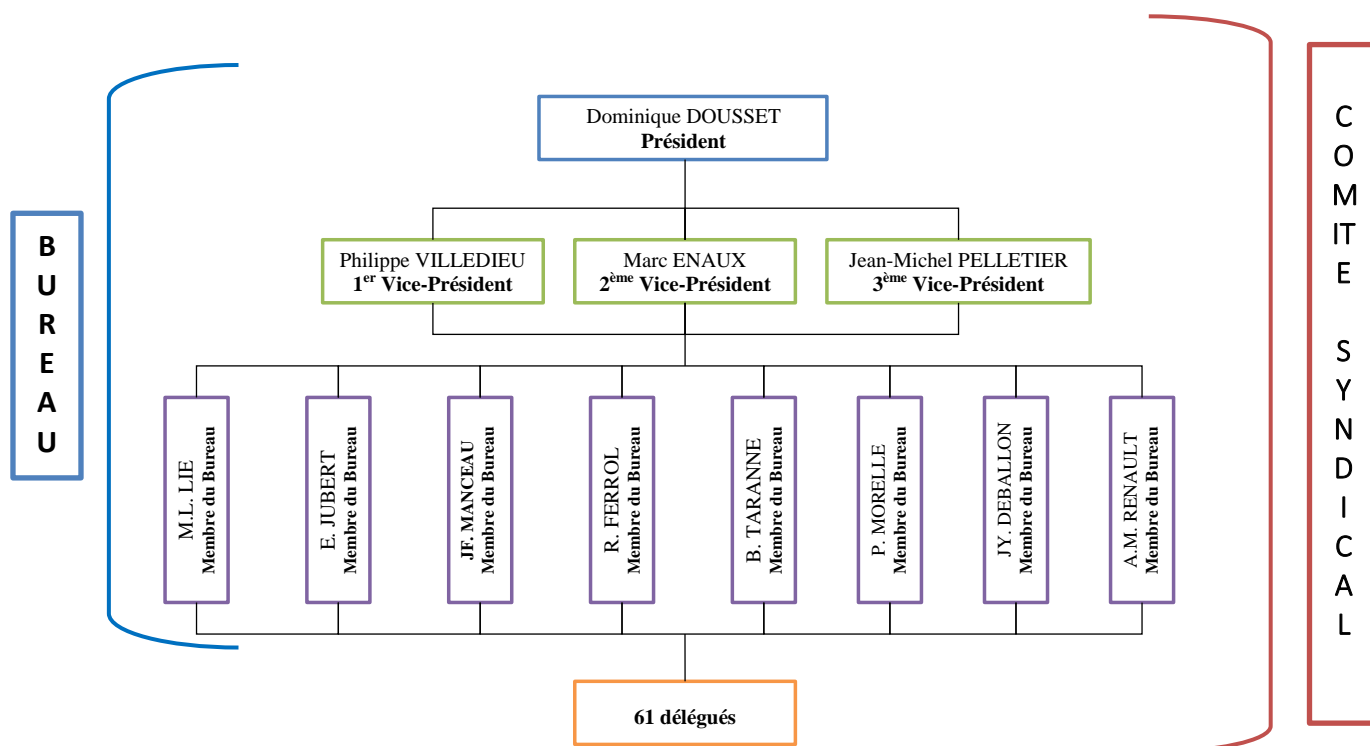 Dominique DOUSSET
Président
BUREAU
Philippe VILLEDIEU
1er Vice-Président
Marc ENAUX
2ème Vice-Président
Jean-Michel PELLETIER
3ème Vice-Président
M.L. LIE
Membre du Bureau
E. JUBERT
Membre du Bureau
JF. MANCEAU
Membre du Bureau
R. FERROL
Membre du Bureau
B. TARANNE
Membre du Bureau
P. MORELLE
Membre du Bureau
JY. DEBALLON
Membre du Bureau
A.M. RENAULT
Membre du Bureau
61 délégués
COMITE SYNDICAL